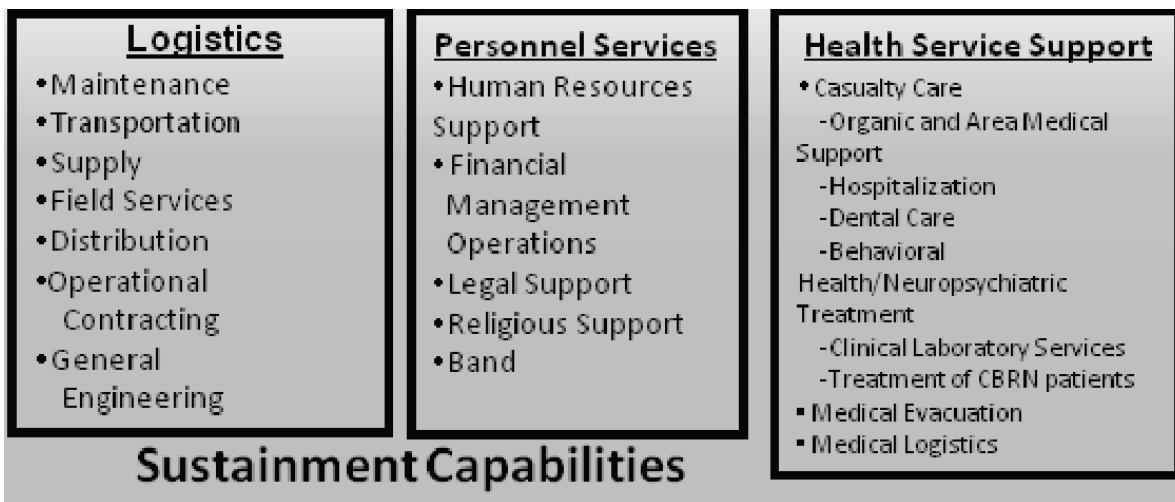 Logistics
•Maintenance
•Transportation
•Supply
•Field Services
•Distribution
•Operational
Contracting
•General
Engineering
Personnel Services
•Human Resources
Support
• Financial
Management
Operations
•Legal Support
•Religious Support
•Band
Health Service Support
• Casualty Care
-Organic and Area Medical
Support
-Hospitalization
-Dental Care
-Behavioral
Health/Neuropsychiatric
Treatment
-Clinical Laboratory Services
-Treatment of CBRN patients
▪ Medical Evacuation
▪ Medical Logistics
Sustainment Capabilities